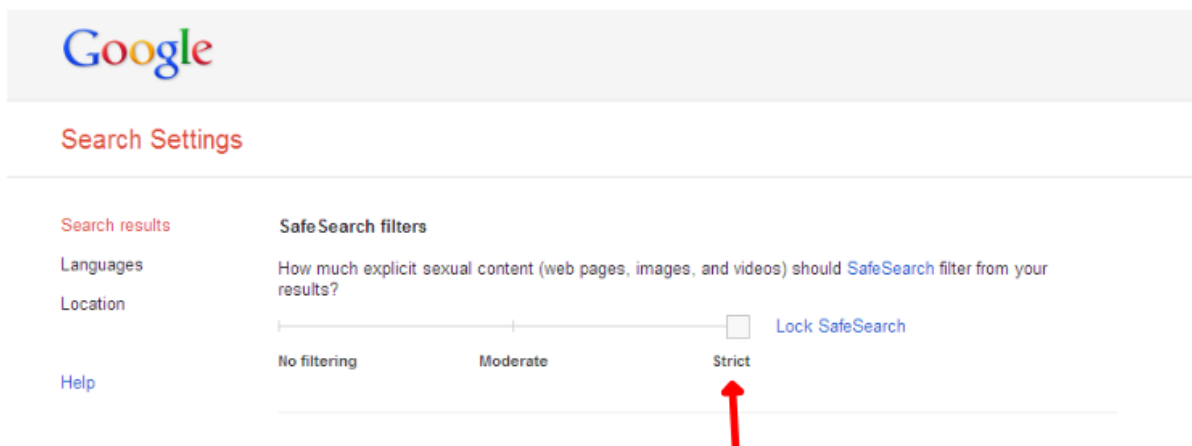 Google
Search Settings
Search results
Languages
Location
Help
SafeSearch filters
How much explicit sexual content (web pages, images, and videos) should SafeSearch filter from your
results?
Lock SafeSearch
No filtering Moderate Strict